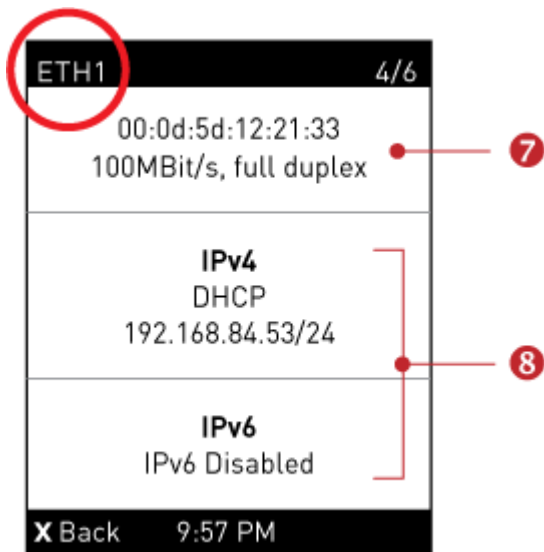 ETH1 4/6
00:0d:5d:12:21:33
100MBit/s, full duplex
7
IPv4
DHCP
192.168.84.53/24
8
IPv6
IPv6 Disabled
X Back 9:57 PM